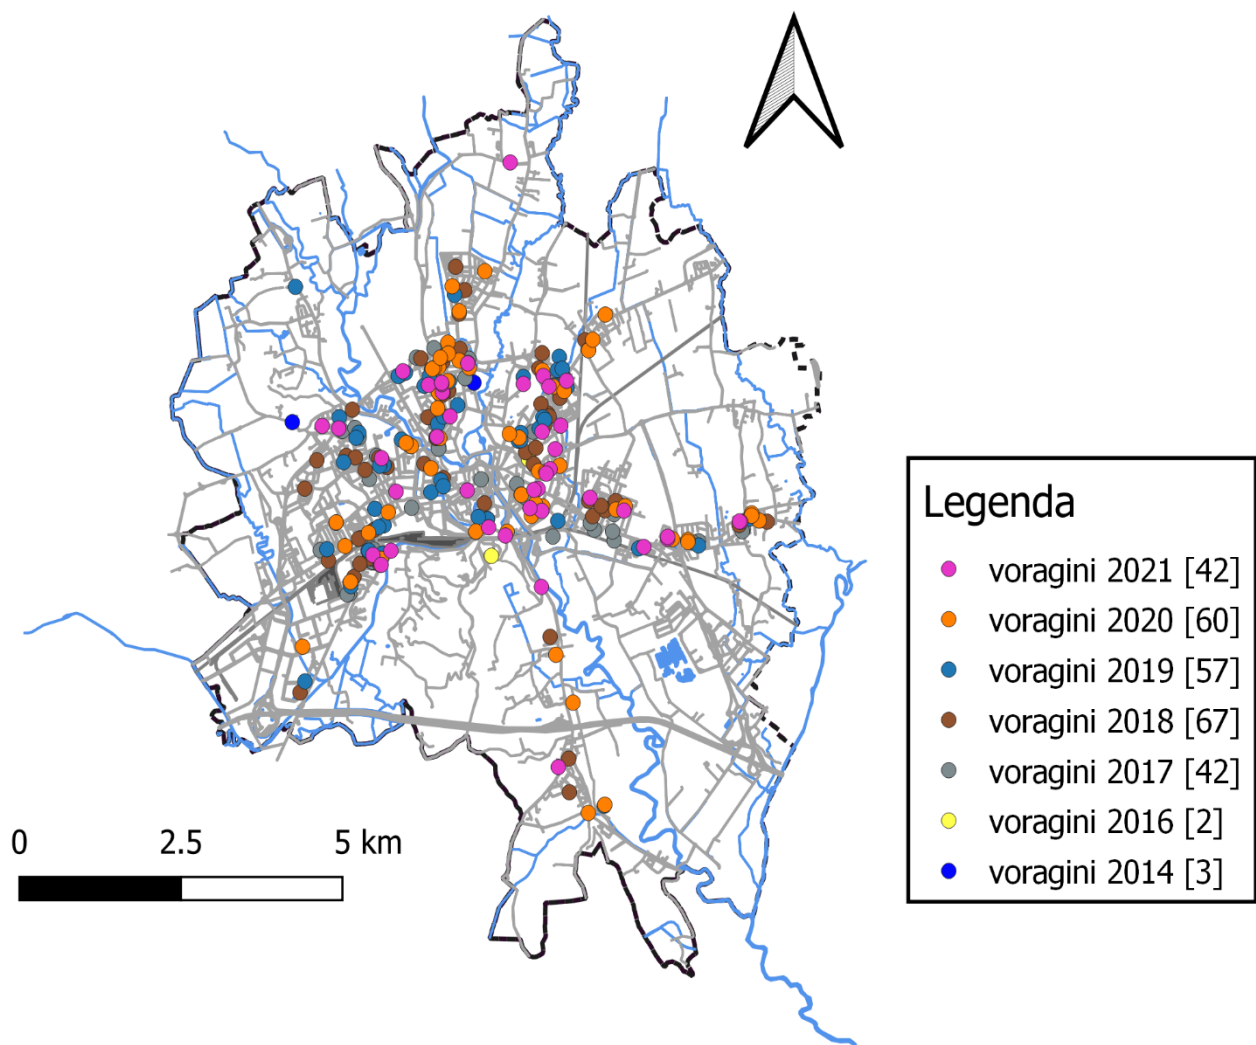 Legenda
voragini 2021 [42]
voragini 2020 [60]
voragini 2019 [57]
voragini 2018 [67]
voragini 2017 [42]
voragini 2016 [2]
voragini 2014 [3]
0 2.5 5 km